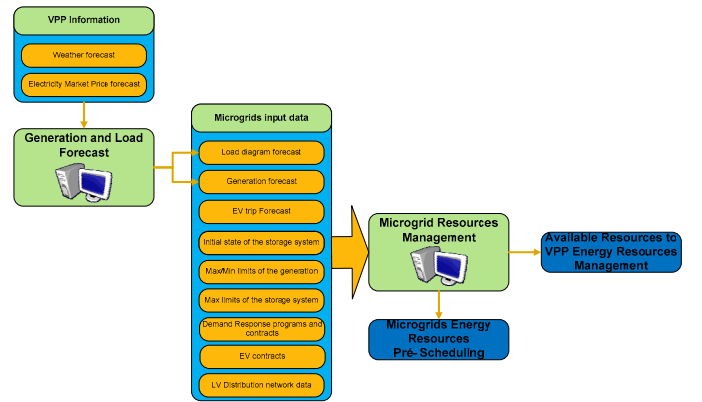 VPP Information
Weather forecast
Electricity Market Price forecast
Generation and Load
Forecast
Microgrids input data
Load diagram forecast
Generation forecast
EV trip Forecast
Initial state of the storage system
Max/Min limits of the generation
Max limits of the storage system
Demand Response programs and
contracts
EV contracts
LV Distribution network data
Microgrid Resources
Management
Available Resources to
VPP Energy Resources
Management
Microgrids Energy
Resources
Pré- Scheduling